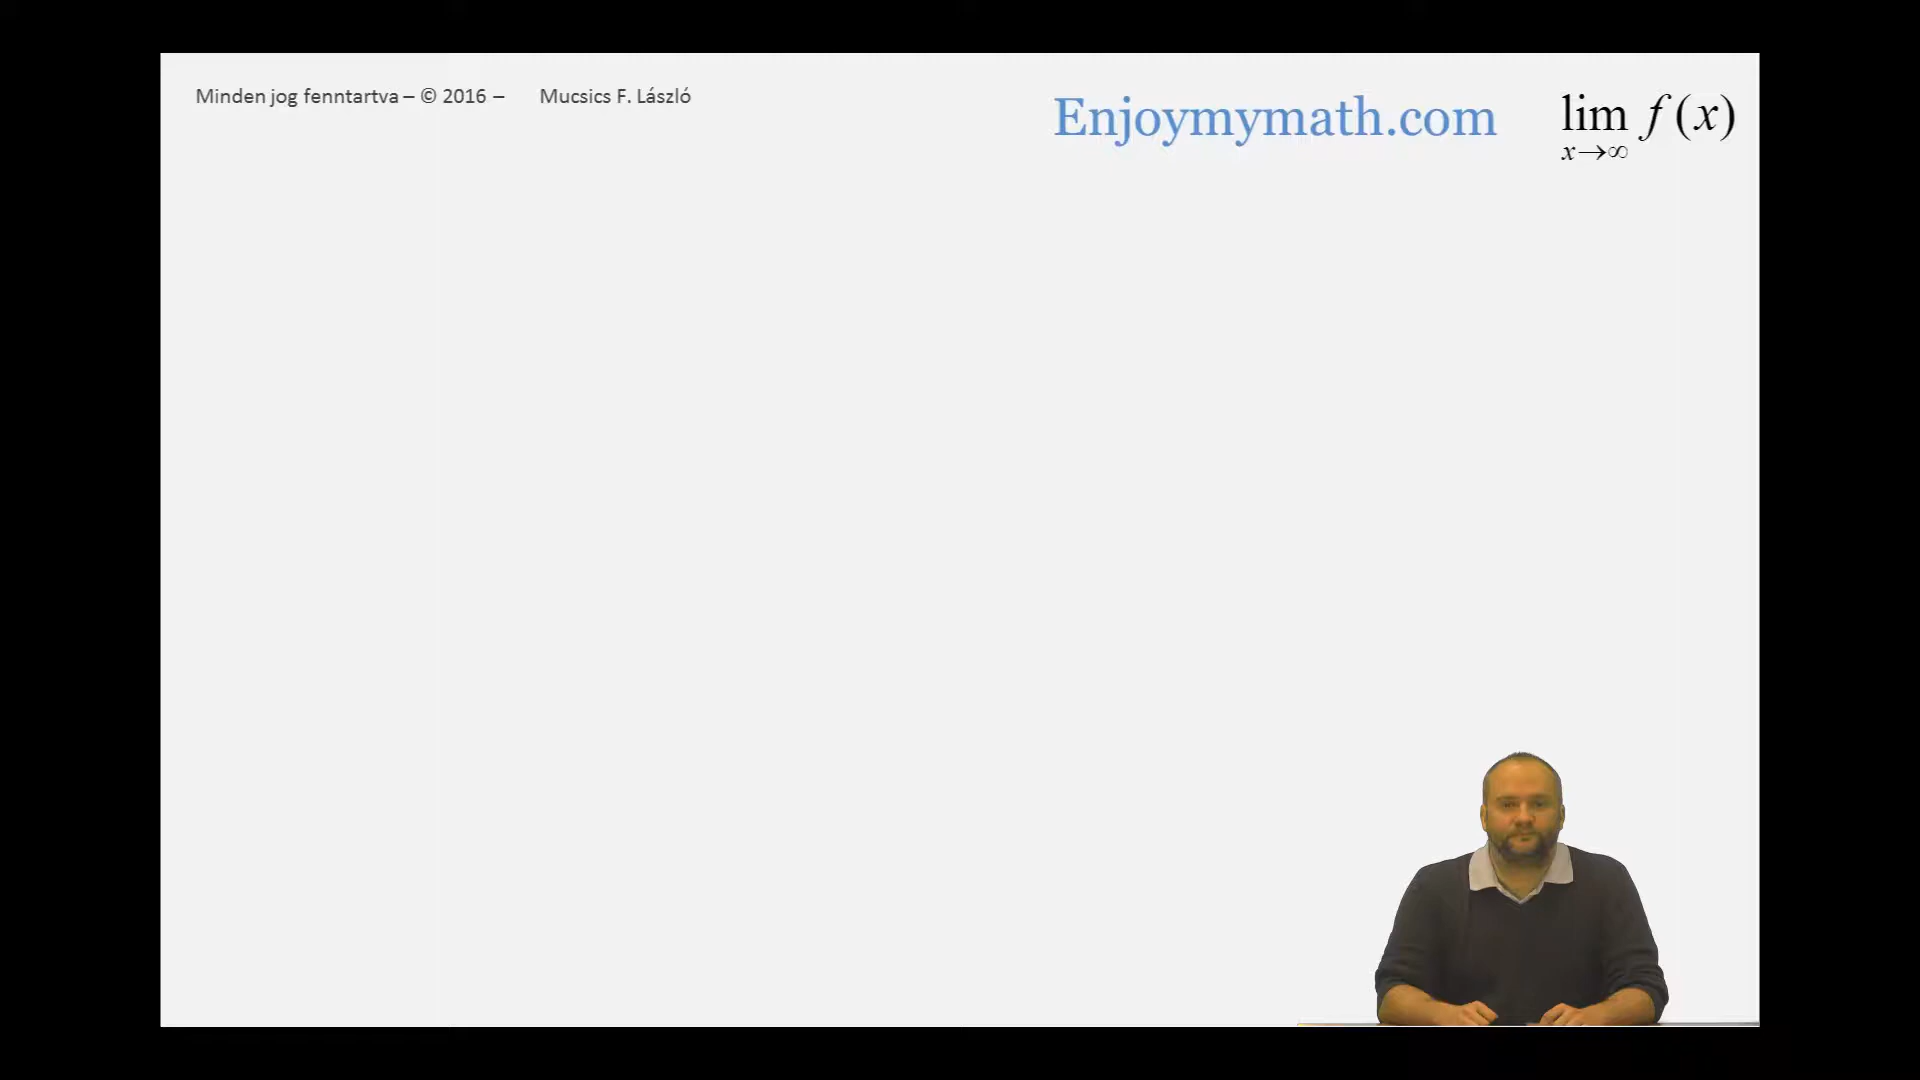 Minden jog fenntartva – © 2016 – Mucsics F. László
Enjoymymath.com
lim f(x)
x→∞